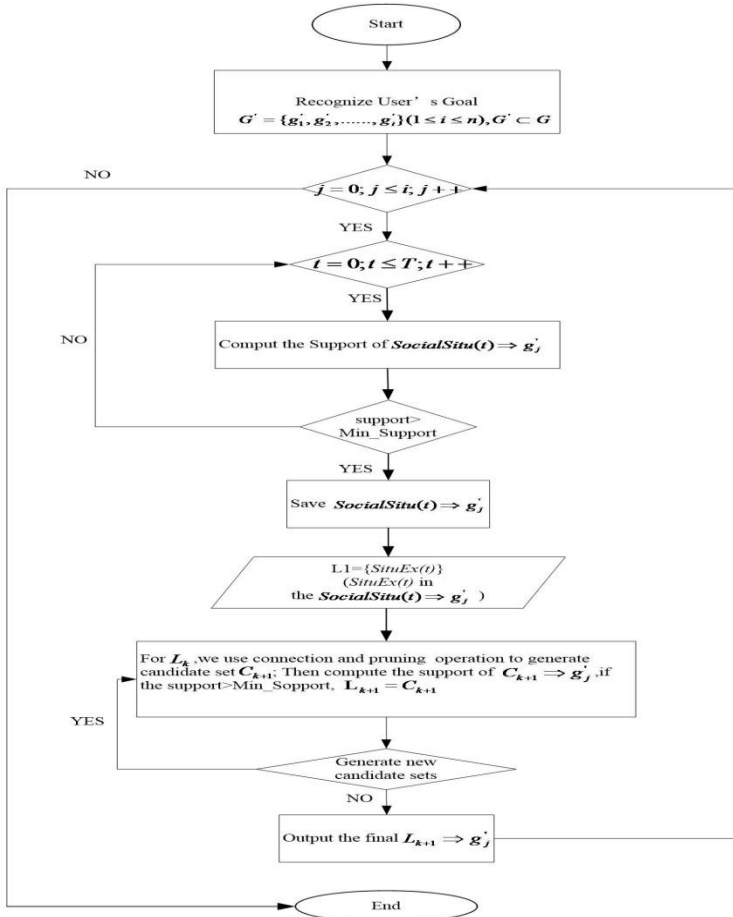 Start
Recognize User's Goal
G' = {g'₁, g'₂, ......, g'ᵢ}(1 ≤ i ≤ n), G' ⊂ G
NO
j = 0; j ≤ i; j ++
YES
t = 0; t ≤ T; t ++
YES
NO
Comput the Support of SocialSitu(t) ⇒ g'ⱼ
support>
Min_Support
YES
Save SocialSitu(t) ⇒ g'ⱼ
L1={SituEx(t)}
(SituEx(t) in
the SocialSitu(t) ⇒ g'ⱼ )
For Lₖ ,we use connection and pruning operation to generate
candidate set Cₖ₊₁; Then compute the support of Cₖ₊₁ ⇒ g'ⱼ ,if
the support>Min_Sopport, Lₖ₊₁ = Cₖ₊₁
YES
Generate new
candidate sets
NO
Output the final Lₖ₊₁ ⇒ g'ⱼ
End